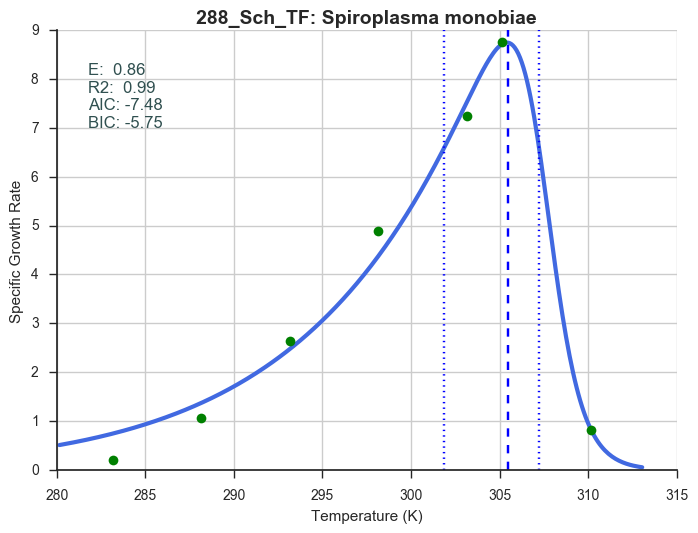 288_Sch_TF: Spiroplasma monobiae
E: 0.86
R2: 0.99
AIC: -7.48
BIC: -5.75
Specific Growth Rate
9
8
7
6
5
4
3
2
1
0
280 285 290 295 300 305 310 315
Temperature (K)